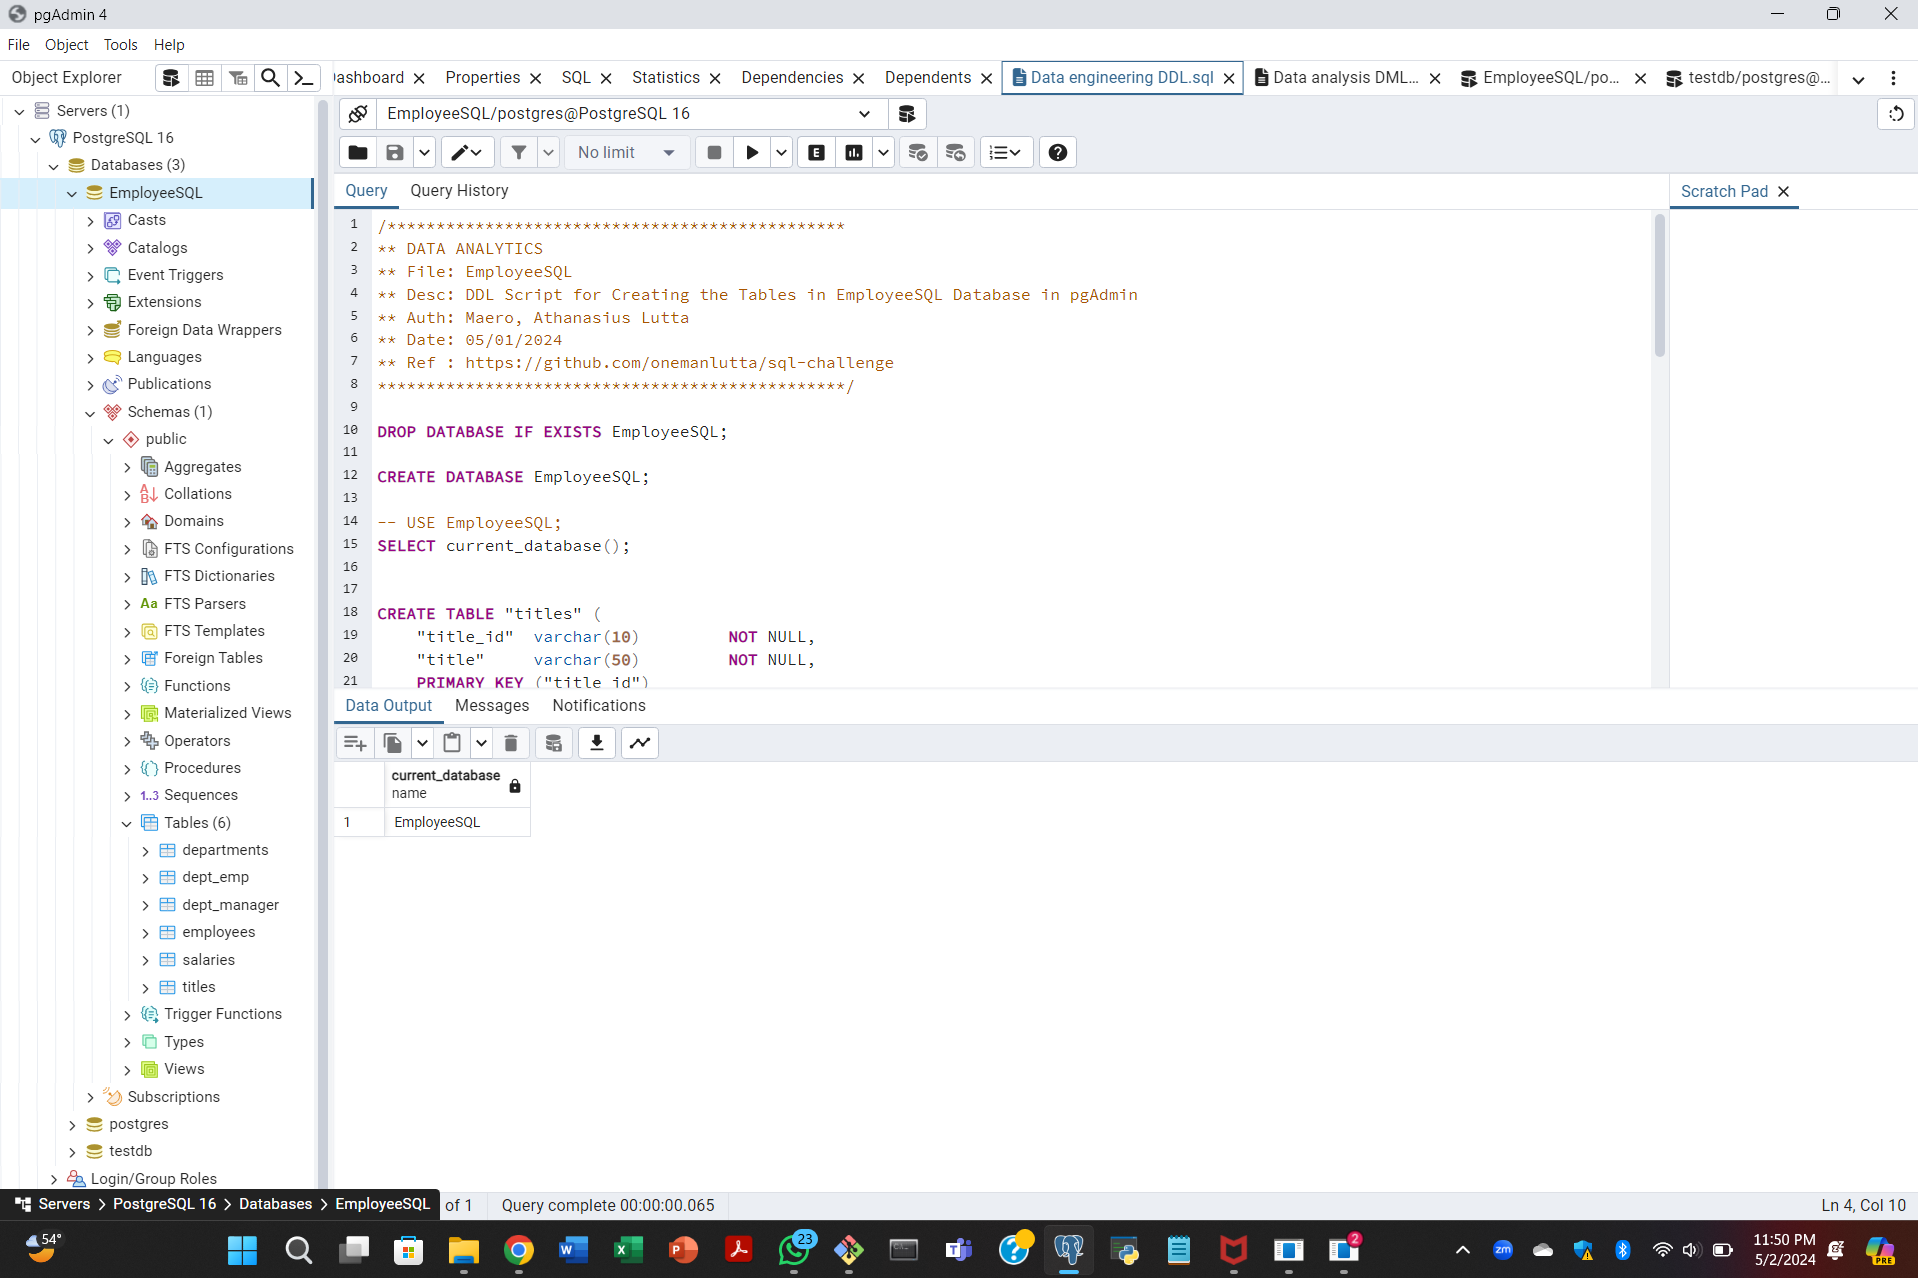 pgAdmin 4
File Object Tools Help
Object Explorer
ashboard Properties SQL Statistics Dependencies Dependents Data engineering DDL.sql Data analysis DML... EmployeeSQL/po... testdb/postgres@...
Servers (1)
PostgreSQL 16
Databases (3)
EmployeeSQL
Casts
Catalogs
Event Triggers
Extensions
Foreign Data Wrappers
Languages
Publications
Schemas (1)
public
Aggregates
Collations
Domains
FTS Configurations
FTS Dictionaries
Aa FTS Parsers
FTS Templates
Foreign Tables
Functions
Materialized Views
Operators
Procedures
1..3 Sequences
Tables (6)
departments
dept_emp
dept_manager
employees
salaries
titles
Trigger Functions
Types
Views
Subscriptions
postgres
testdb
Login/Group Roles
EmployeeSQL/postgres@PostgreSQL 16
No limit
E
Query Query History
Scratch Pad
1 /***********************************************
2 ** DATA ANALYTICS
3 ** File: EmployeeSQL
4 ** Desc: DDL Script for Creating the Tables in EmployeeSQL Database in pgAdmin
5 ** Auth: Maero, Athanasius Lutta
6 ** Date: 05/01/2024
7 ** Ref : https://github.com/onemanlutta/sql-challenge
8 ************************************************/
9
10 DROP DATABASE IF EXISTS EmployeeSQL;
11
12 CREATE DATABASE EmployeeSQL;
13
14 -- USE EmployeeSQL;
15 SELECT current_database();
16
17
18 CREATE TABLE "titles" (
19 "title_id" varchar(10) NOT NULL,
20 "title" varchar(50) NOT NULL,
21 PRIMARY KEY ("title_id")
Data Output Messages Notifications
current_database
name
1 EmployeeSQL
Servers > PostgreSQL 16 > Databases > EmployeeSQL of 1 Query complete 00:00:00.065 Ln 4, Col 10
54°
23
2
zm
11:50 PM
5/2/2024
PRE